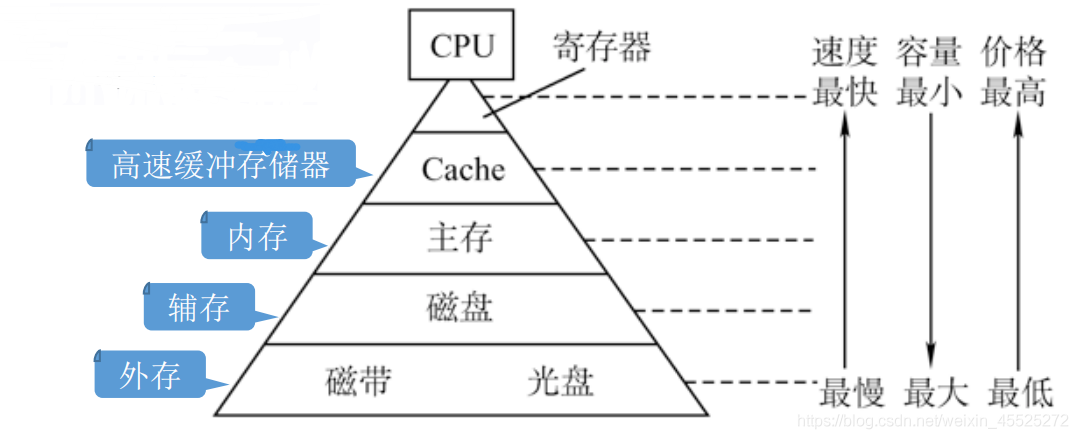 CPU
寄存器
速度 容量 价格
最快 最小 最高
高速缓冲存储器
Cache
内存
主存
辅存
磁盘
外存
磁带
光盘
最慢 最大 最低
https://blog.csdn.net/weixin_45525272